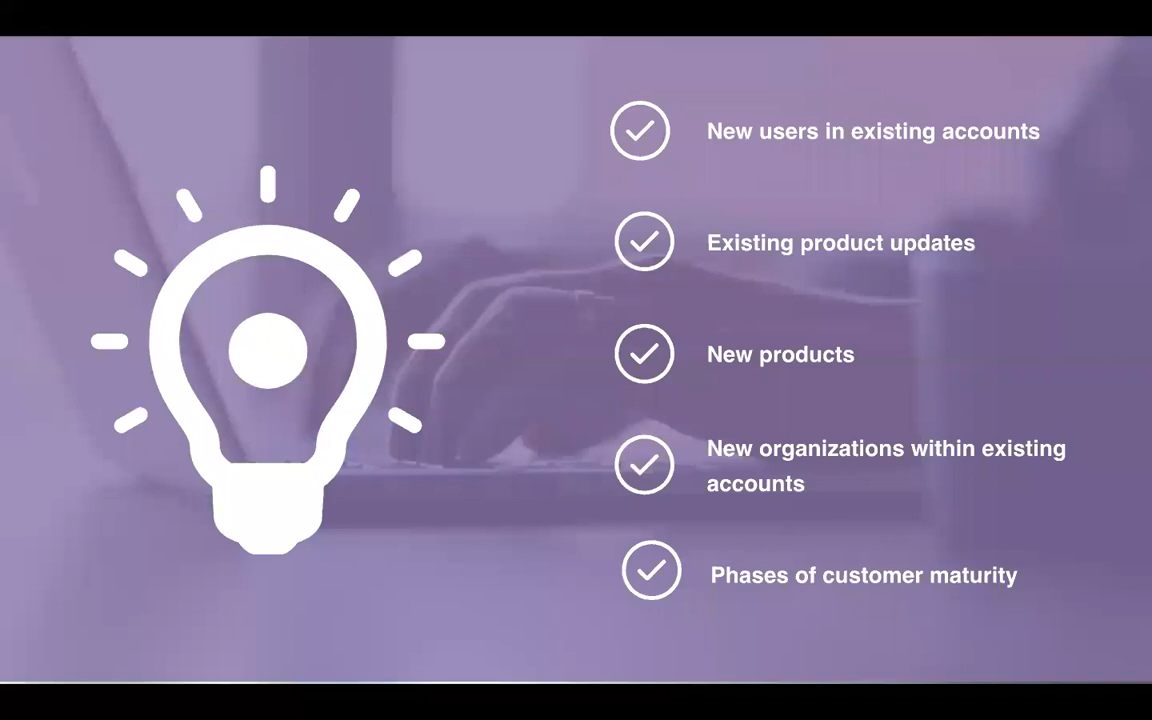 New users in existing accounts
Existing product updates
New products
New organizations within existing
accounts
Phases of customer maturity